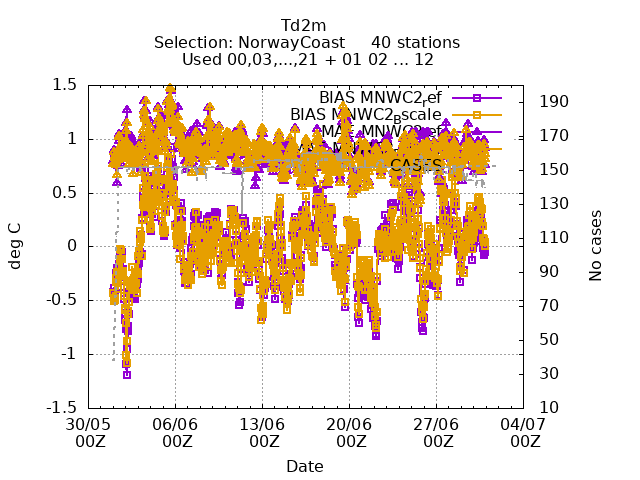 Td2m
Selection: NorwayCoast 40 stations
Used 00,03,...,21 + 01 02 ... 12
BIAS MNWC2ref
BIAS MNWC2Bscale
CASES
deg C
1.5
1
0.5
0
-0.5
-1
-1.5
No cases
190
170
150
130
110
90
70
50
30
10
30/05 06/06 13/06 20/06 27/06 04/07
00Z 00Z 00Z 00Z 00Z 00Z
Date